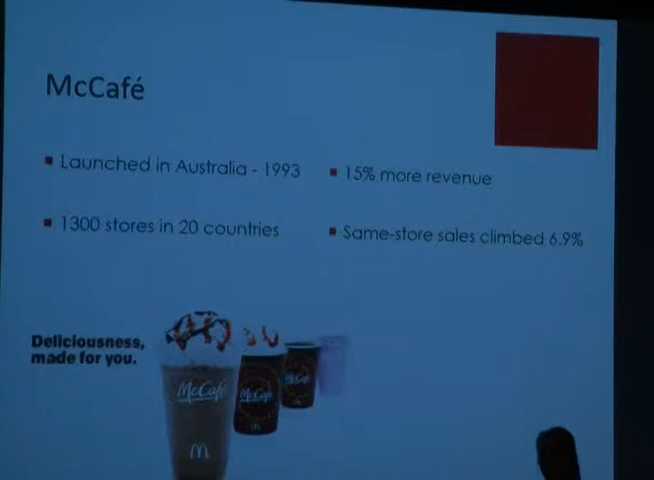 McCafé
Launched in Australia - 1993
15% more revenue
1300 stores in 20 countries
Same-store sales climbed 6.9%
Deliciousness,
made for you.
McCafé
McCafé
McCafé